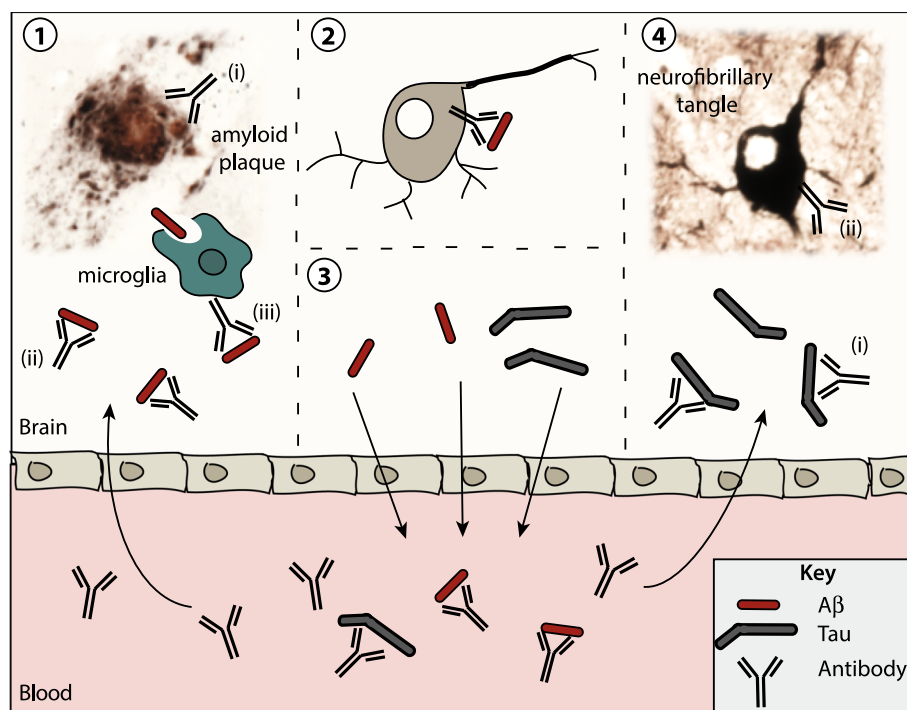 1
(i)
amyloid
plaque
microglia
(ii)
(iii)
2
3
4
neurofibrillary
tangle
(ii)
(i)
Brain
Blood
Key
Aβ
Tau
Antibody